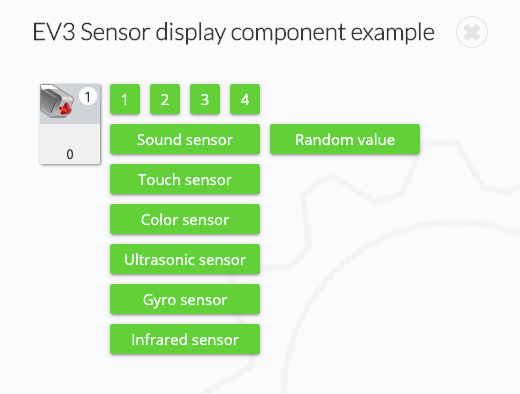 EV3 Sensor display component example
1 1 2 3 4
Sound sensor Random value
0
Touch sensor
Color sensor
Ultrasonic sensor
Gyro sensor
Infrared sensor